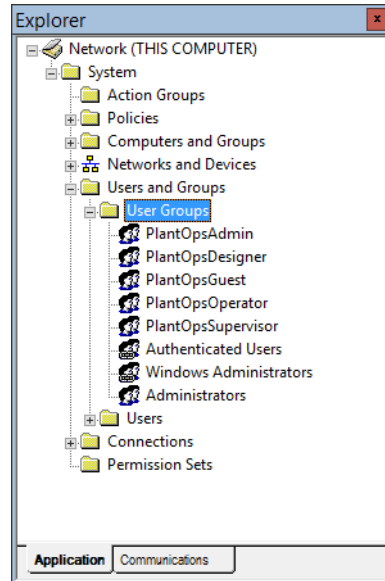 Explorer
x
Network (THIS COMPUTER)
System
Action Groups
Policies
Computers and Groups
Networks and Devices
Users and Groups
User Groups
PlantOpsAdmin
PlantOpsDesigner
PlantOpsGuest
PlantOpsOperator
PlantOpsSupervisor
Authenticated Users
Windows Administrators
Administrators
Users
Connections
Permission Sets
Application Communications